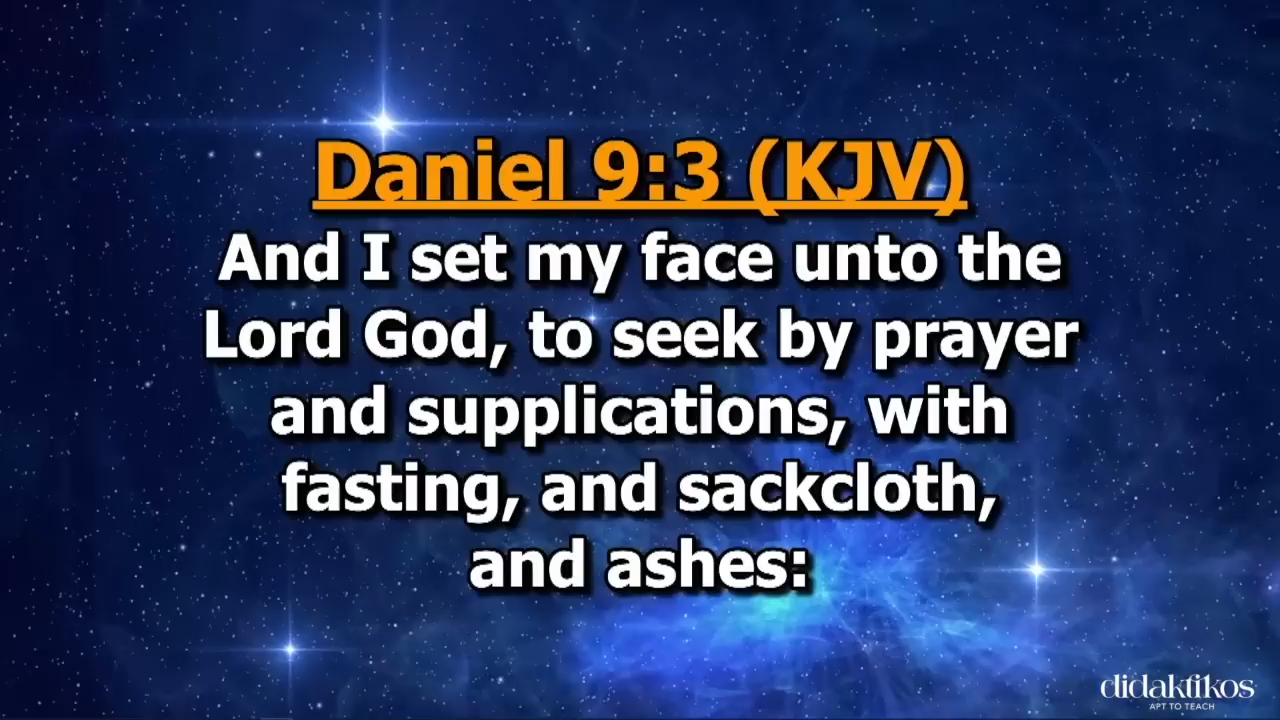 Daniel 9:3 (KJV)
And I set my face unto the
Lord God, to seek by prayer
and supplications, with
fasting, and sackcloth,
and ashes:
didaktikos
APT TO TEACH